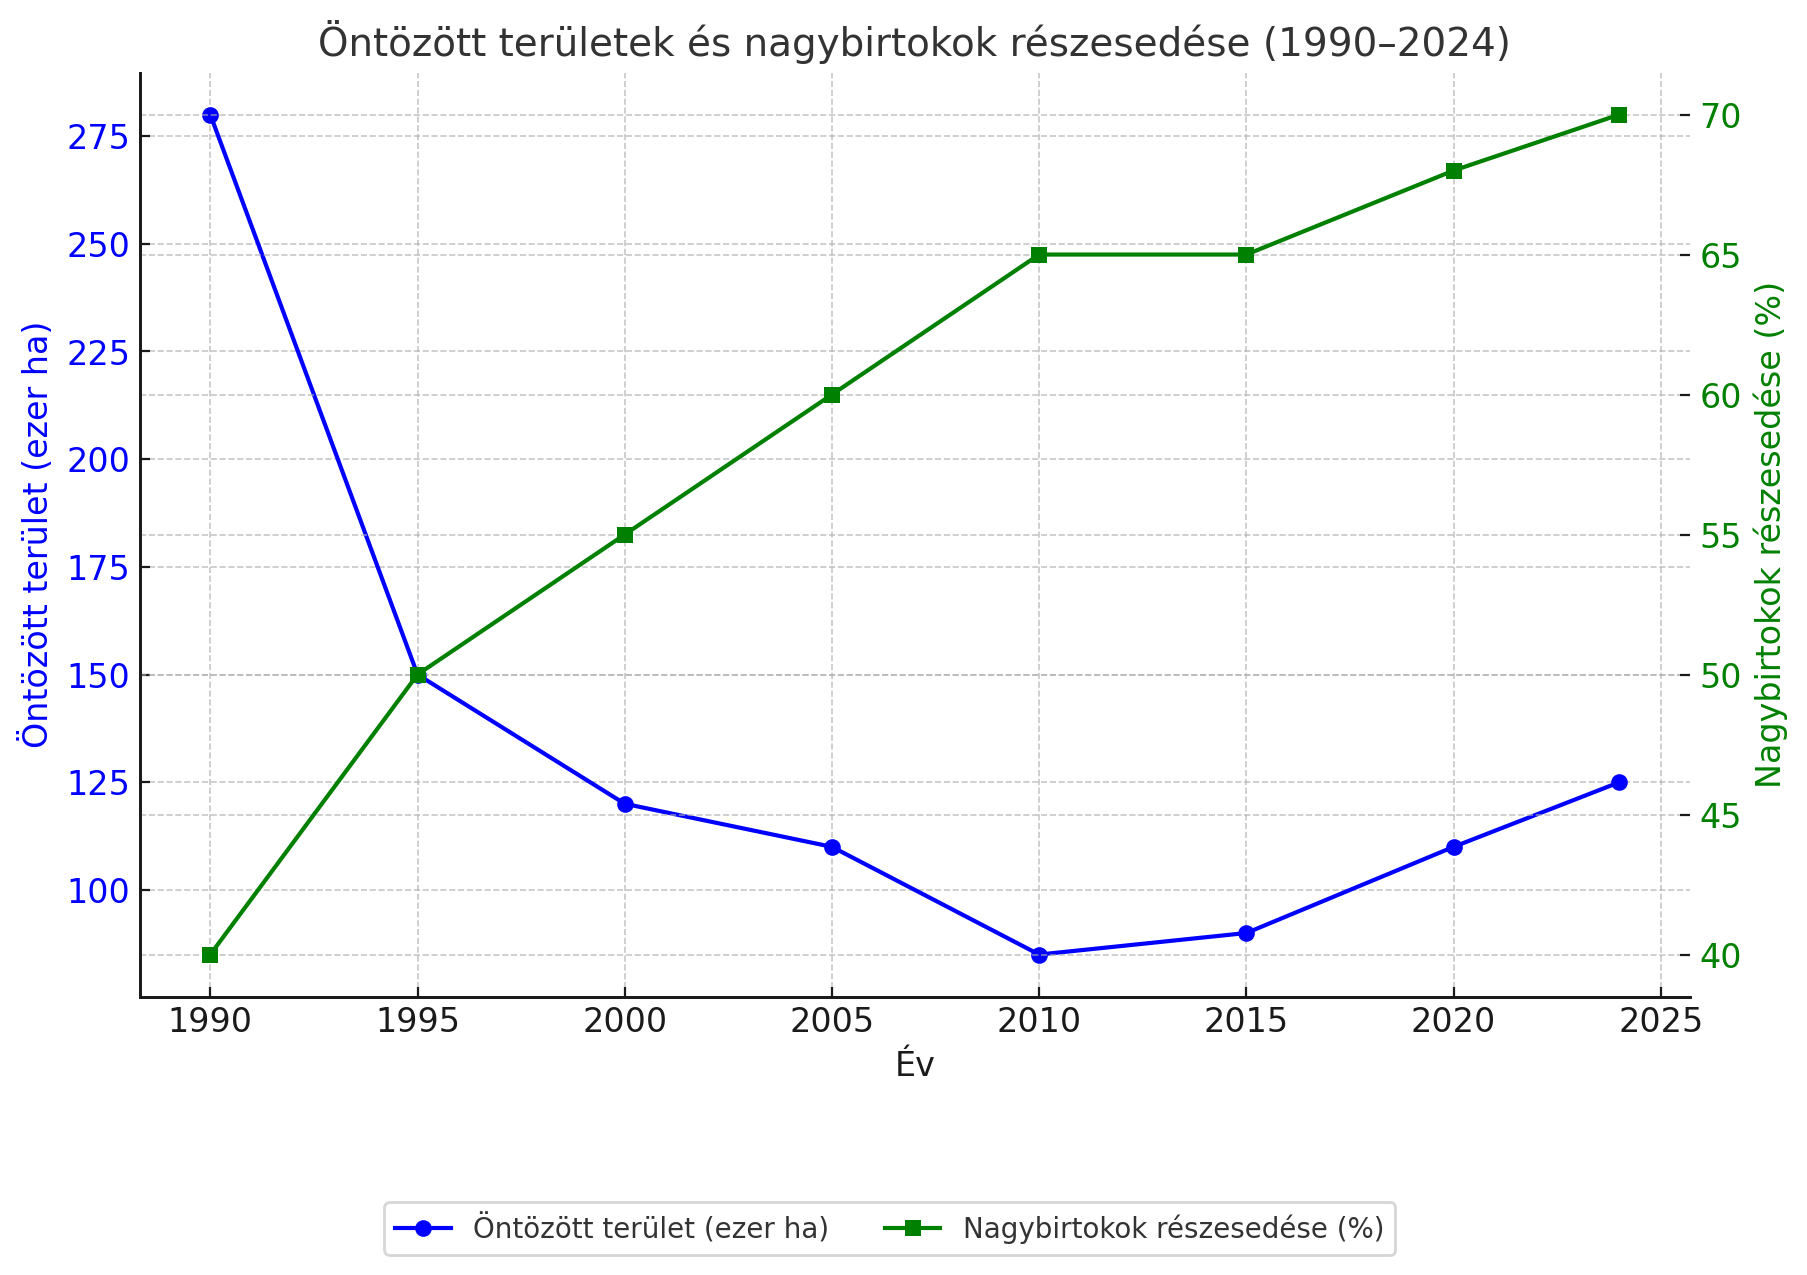 Öntözött területek és nagybirtokok részesedése (1990–2024)
Öntözött terület (ezer ha)
275
250
225
200
175
150
125
100
70
65
60
55
50
45
40
Nagybirtokok részesedése (%)
1990 1995 2000 2005 2010 2015 2020 2025
Év
Öntözött terület (ezer ha) Nagybirtokok részesedése (%)